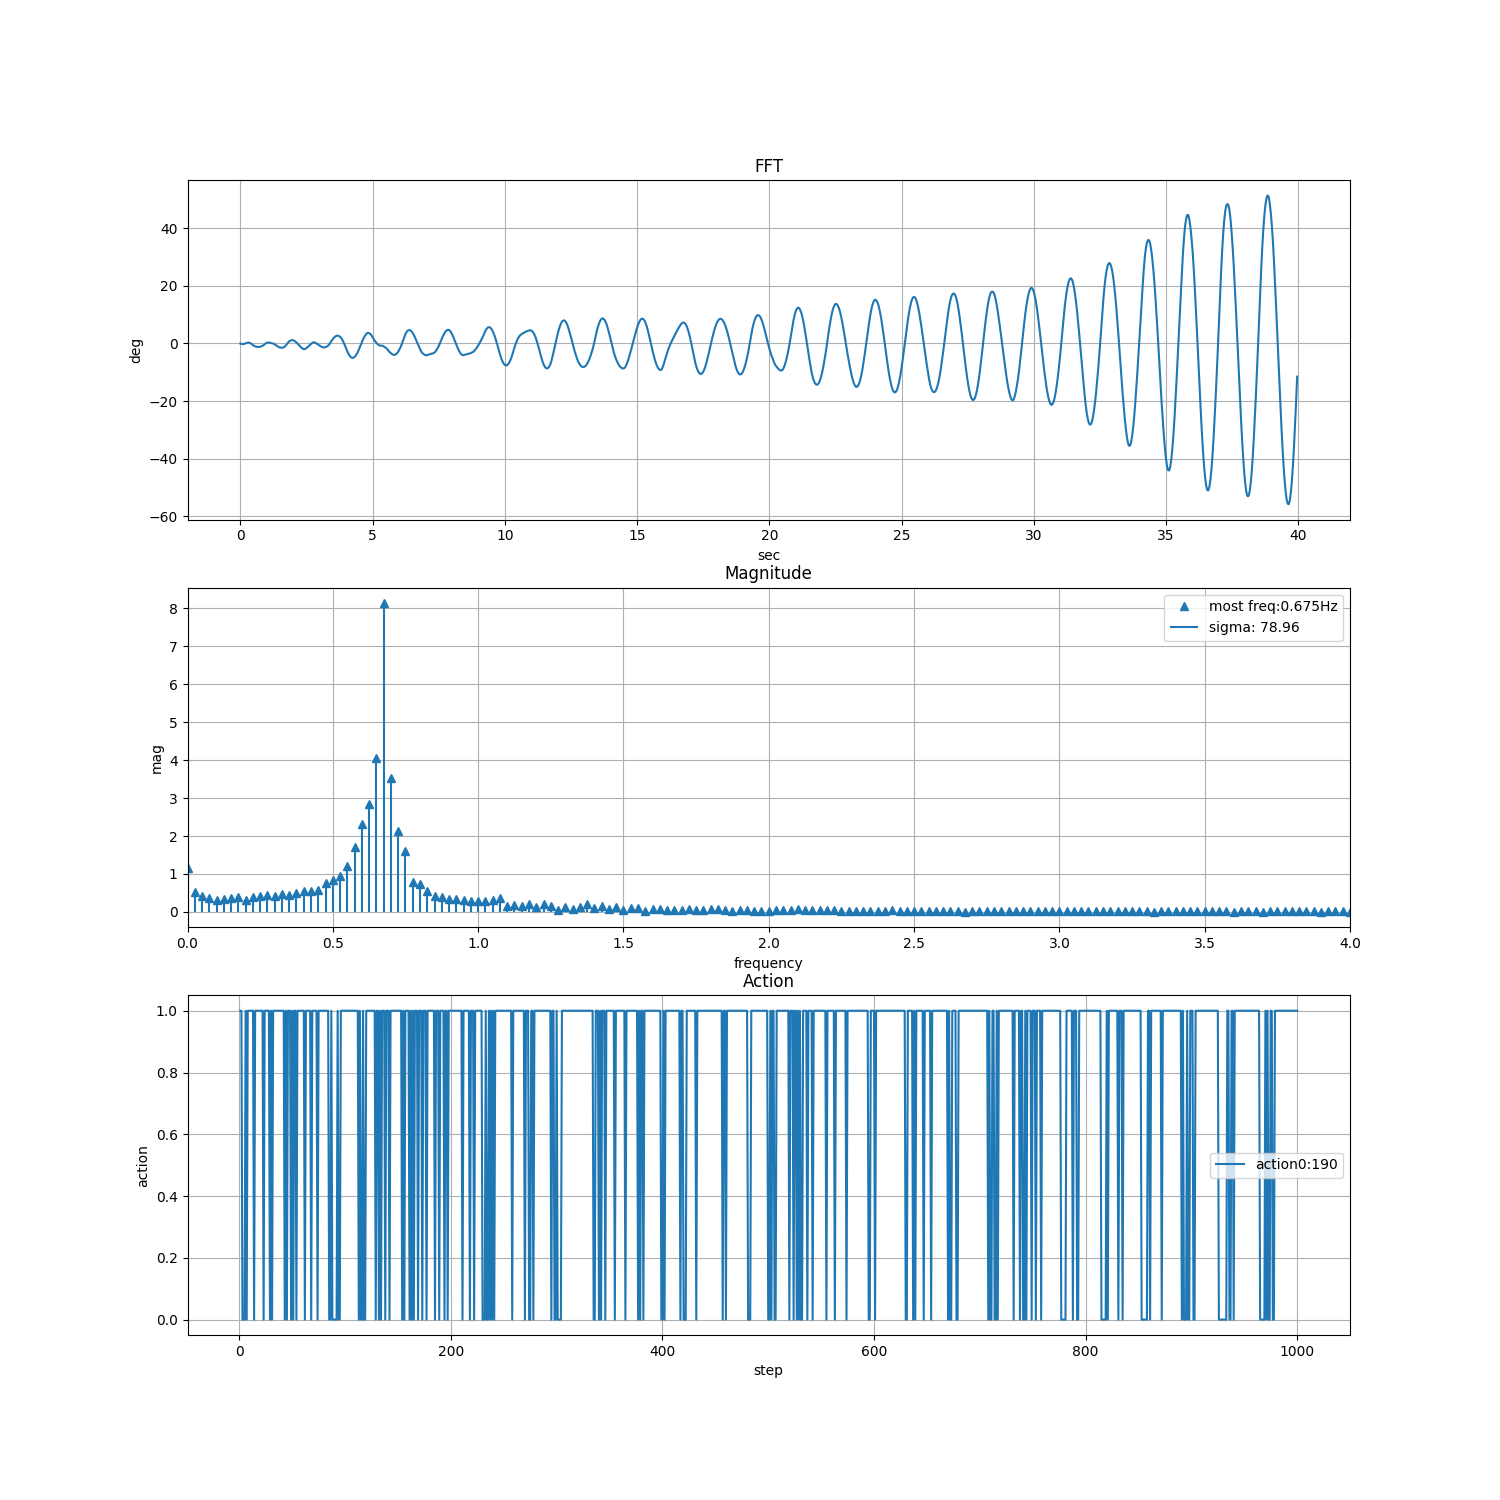 FFT
40
20
0
−20
−40
−60
deg
0 5 10 15 20 25 30 35 40
sec
Magnitude
most freq:0.675Hz
sigma: 78.96
8
7
6
5
4
3
2
1
0
mag
0.0 0.5 1.0 1.5 2.0 2.5 3.0 3.5 4.0
frequency
Action
1.0
0.8
0.6
0.4
0.2
0.0
action
action0:190
0 200 400 600 800 1000
step